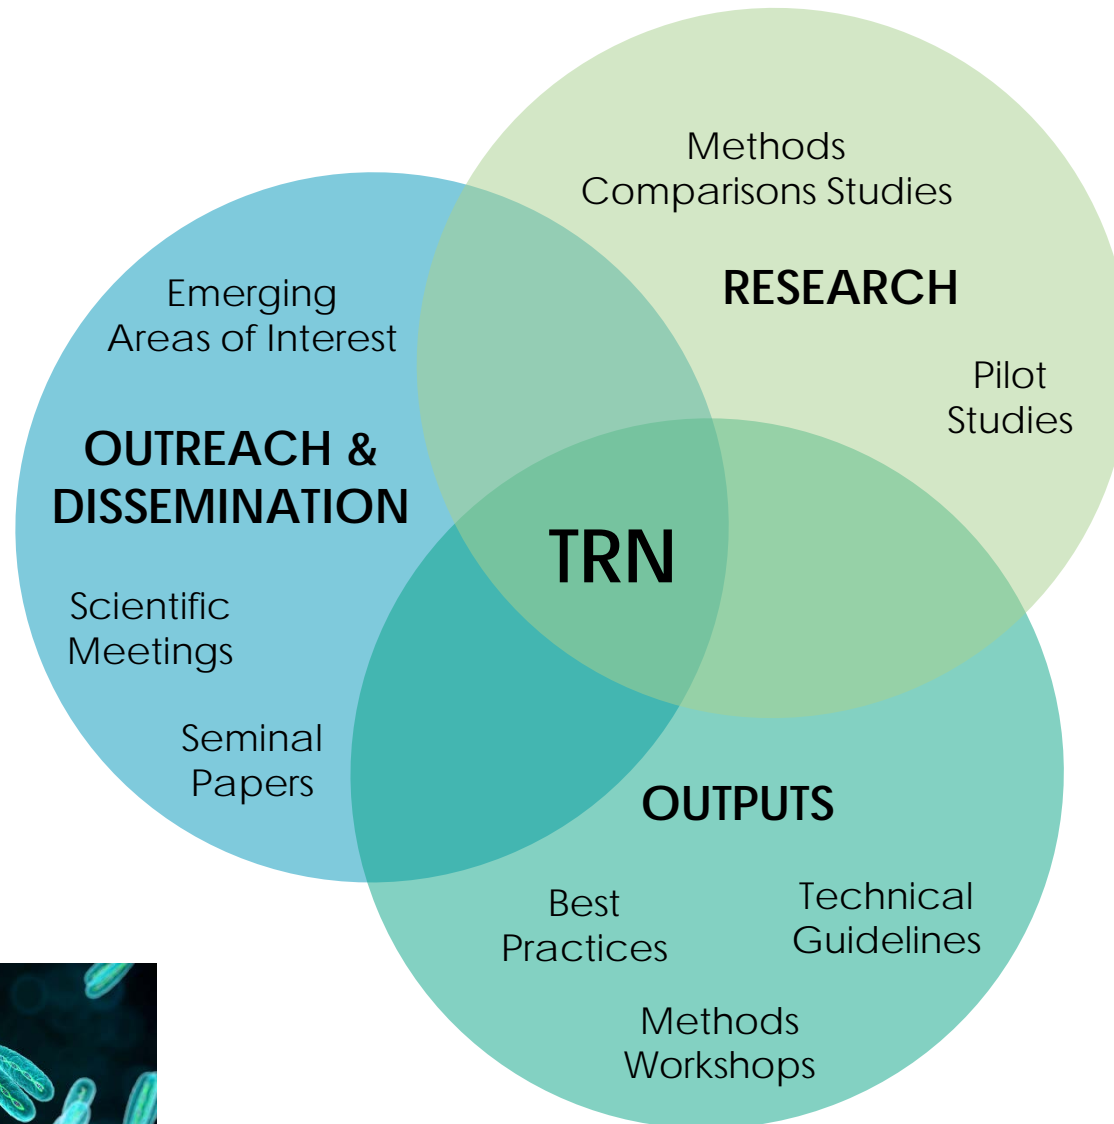 Methods
Comparisons Studies
RESEARCH
Pilot
Studies
Emerging
Areas of Interest
OUTREACH &
DISSEMINATION
Scientific
Meetings
Seminal
Papers
TRN
OUTPUTS
Best
Practices
Technical
Guidelines
Methods
Workshops